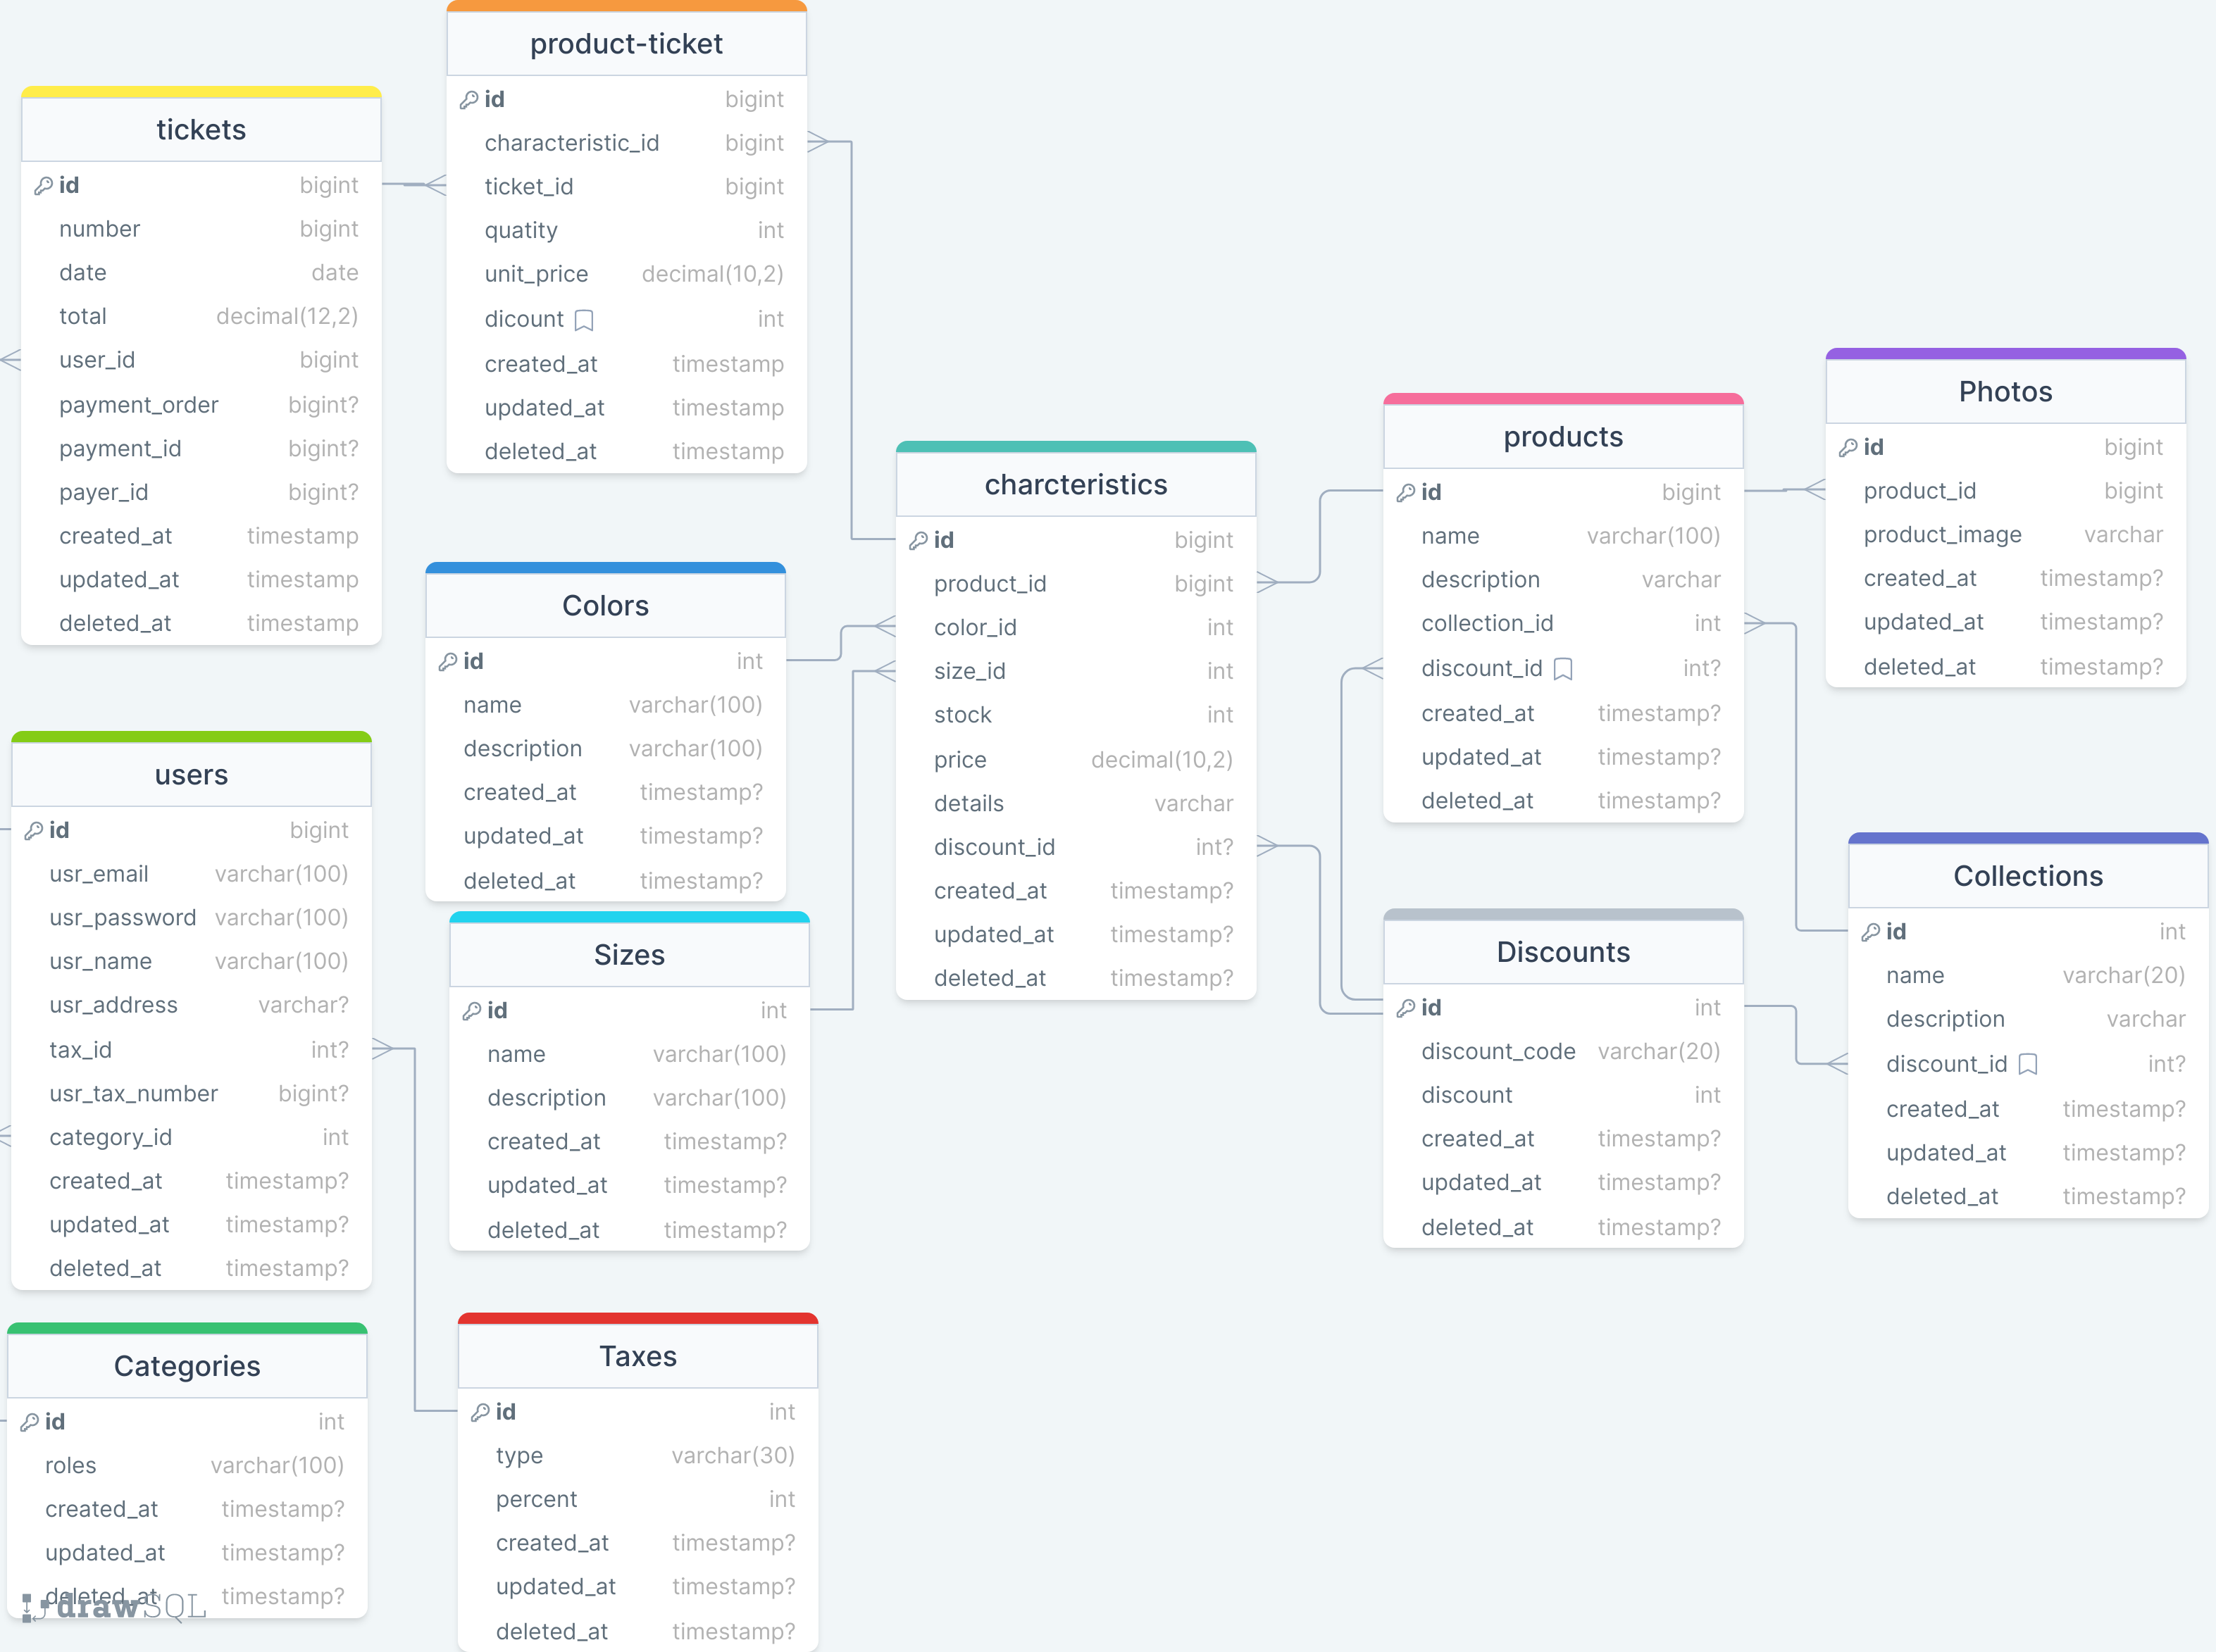 product-ticket
id bigint
characteristic_id bigint
ticket_id bigint
quatity int
unit_price decimal(10,2)
dicount int
created_at timestamp
updated_at timestamp
deleted_at timestamp
tickets
id bigint
number bigint
date date
total decimal(12,2)
user_id bigint
payment_order bigint?
payment_id bigint?
payer_id bigint?
created_at timestamp
updated_at timestamp
deleted_at timestamp
charcteristics
id bigint
product_id bigint
color_id int
size_id int
stock int
price decimal(10,2)
details varchar
discount_id int?
created_at timestamp?
updated_at timestamp?
deleted_at timestamp?
products
id bigint
name varchar(100)
description varchar
collection_id int
discount_id int?
created_at timestamp?
updated_at timestamp?
deleted_at timestamp?
Photos
id bigint
product_id bigint
product_image varchar
created_at timestamp?
updated_at timestamp?
deleted_at timestamp?
Colors
id int
name varchar(100)
description varchar(100)
created_at timestamp?
updated_at timestamp?
deleted_at timestamp?
users
id bigint
usr_email varchar(100)
usr_password varchar(100)
usr_name varchar(100)
usr_address varchar?
tax_id int?
usr_tax_number bigint?
category_id int
created_at timestamp?
updated_at timestamp?
deleted_at timestamp?
Sizes
id int
name varchar(100)
description varchar(100)
created_at timestamp?
updated_at timestamp?
deleted_at timestamp?
Discounts
id int
discount_code varchar(20)
discount int
created_at timestamp?
updated_at timestamp?
deleted_at timestamp?
Collections
id int
name varchar(20)
description varchar
discount_id int?
created_at timestamp?
updated_at timestamp?
deleted_at timestamp?
Categories
id int
roles varchar(100)
created_at timestamp?
updated_at timestamp?
deleted_at timestamp?
drawSQL
Taxes
id int
type varchar(30)
percent int
created_at timestamp?
updated_at timestamp?
deleted_at timestamp?